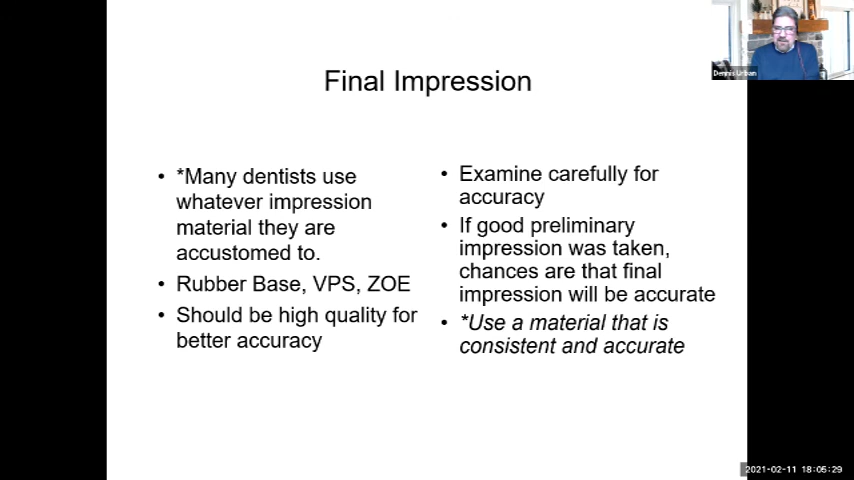 Dennis Urban
Final Impression
• *Many dentists use
whatever impression
material they are
accustomed to.
• Rubber Base, VPS, ZOE
• Should be high quality for
better accuracy
• Examine carefully for
accuracy
• If good preliminary
impression was taken,
chances are that final
impression will be accurate
• *Use a material that is
consistent and accurate
2021-02-11 18:05:29